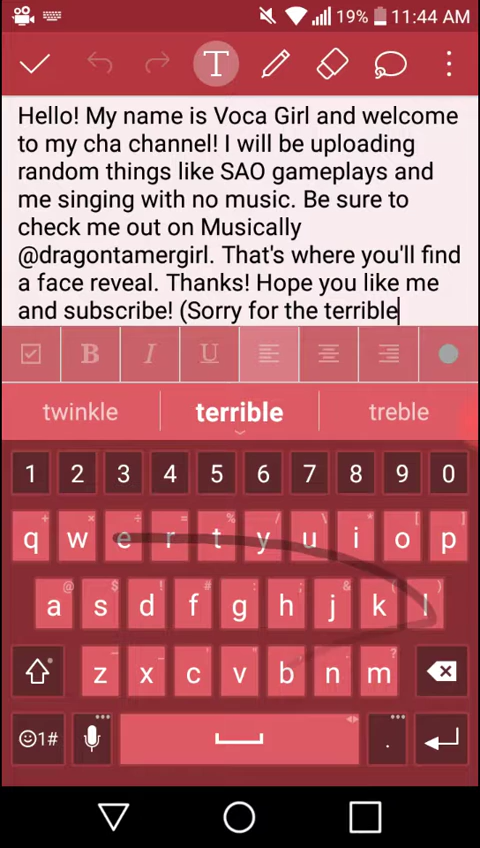 19% 11:44 AM
T
Hello! My name is Voca Girl and welcome
to my cha channel! I will be uploading
random things like SAO gameplays and
me singing with no music. Be sure to
check me out on Musically
@dragontamergirl. That's where you'll find
a face reveal. Thanks! Hope you like me
and subscribe! (Sorry for the terrible
B I U
twinkle terrible treble
1 2 3 4 5 6 7 8 9 0
q w e r t y u i o p
a s d f g h j k l
z x c v b n m
☺1# .